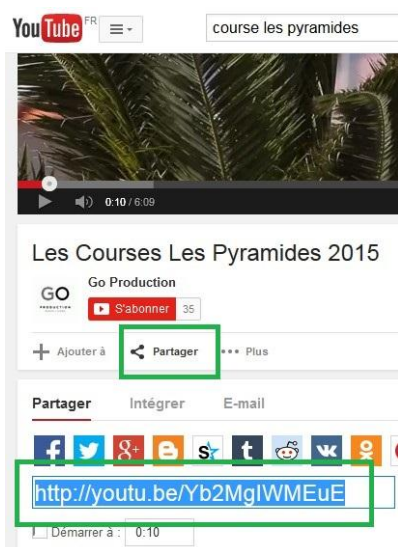 YouTube FR
course les pyramides
0:10 / 6:09
Les Courses Les Pyramides 2015
GO
PRODUCTION
Go Production
S'abonner 35
Ajouter à Partager Plus
Partager Intégrer E-mail
http://youtu.be/Yb2MgIWMEuE
Démarrer à : 0:10